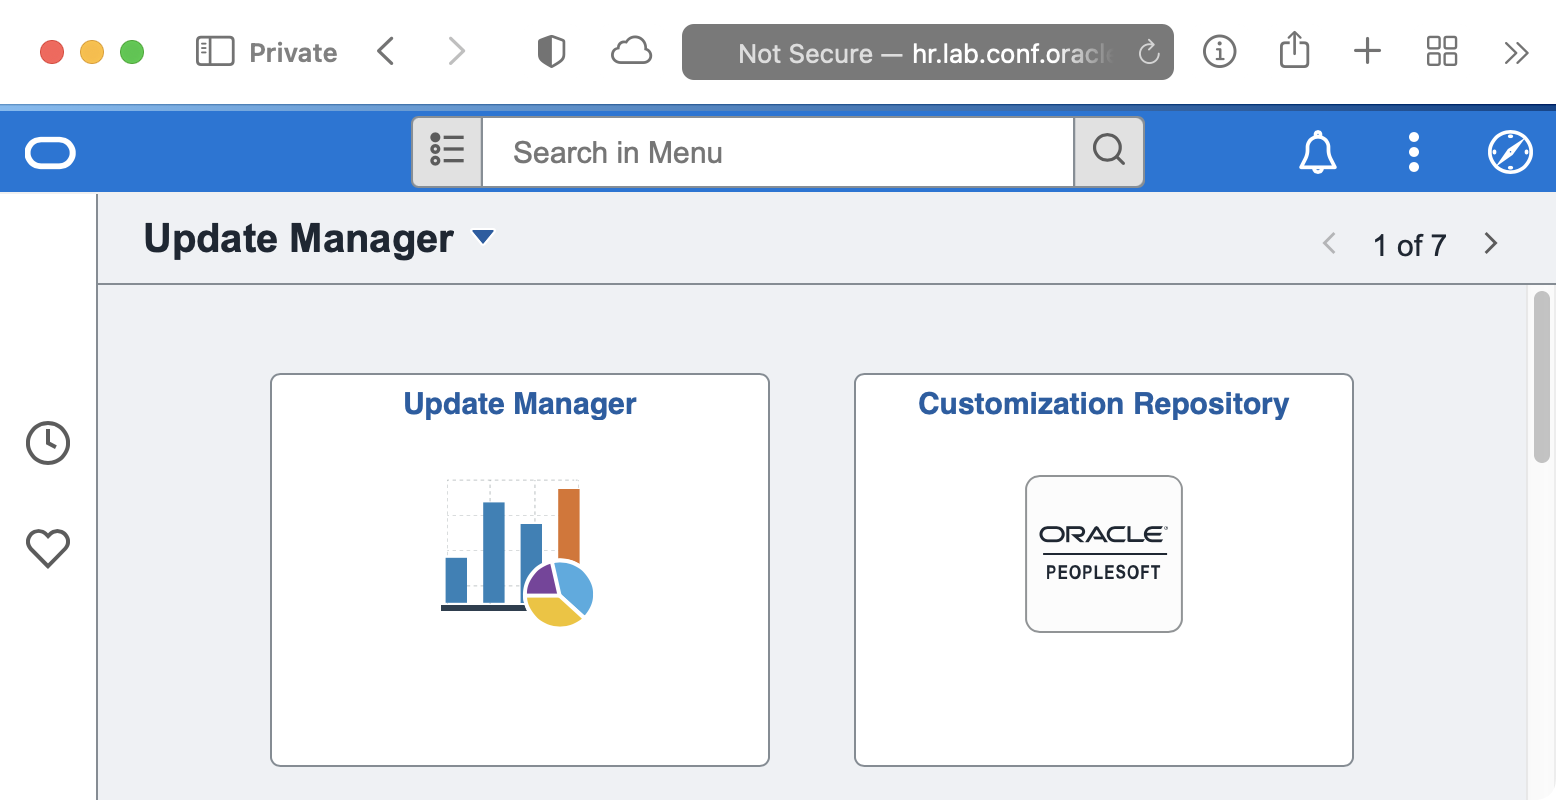 Private
Not Secure — hr.lab.conf.oracle
Search in Menu
Update Manager
1 of 7
Update Manager
Customization Repository
ORACLE®
PEOPLESOFT